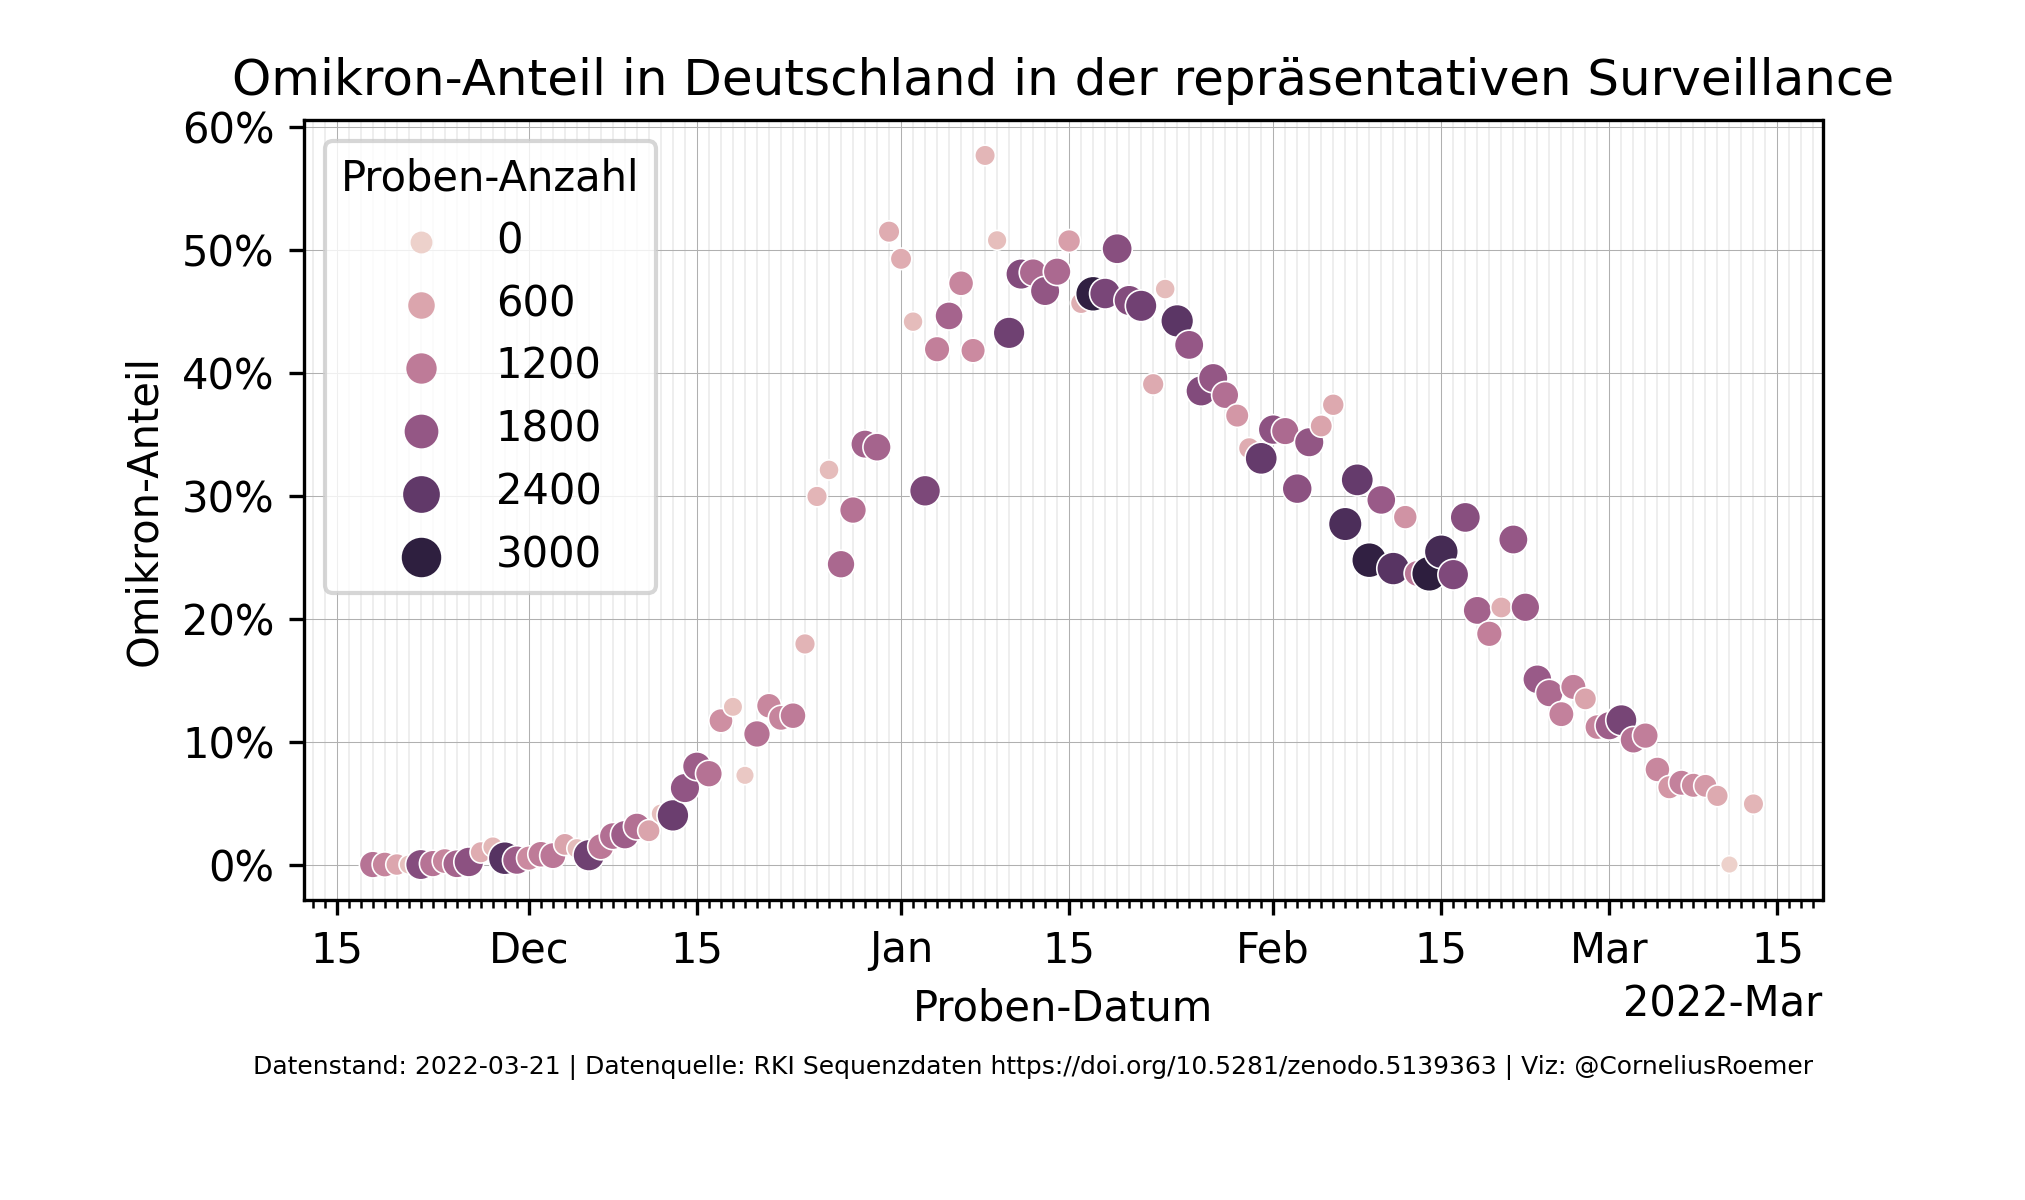 Omikron-Anteil in Deutschland in der repräsentativen Surveillance
60%
50%
40%
30%
20%
10%
0%
Omikron-Anteil
Proben-Anzahl
0
600
1200
1800
2400
3000
15 Dec 15 Jan 15 Feb 15 Mar 15
Proben-Datum
2022-Mar
Datenstand: 2022-03-21 | Datenquelle: RKI Sequenzdaten https://doi.org/10.5281/zenodo.5139363 | Viz: @CorneliusRoemer